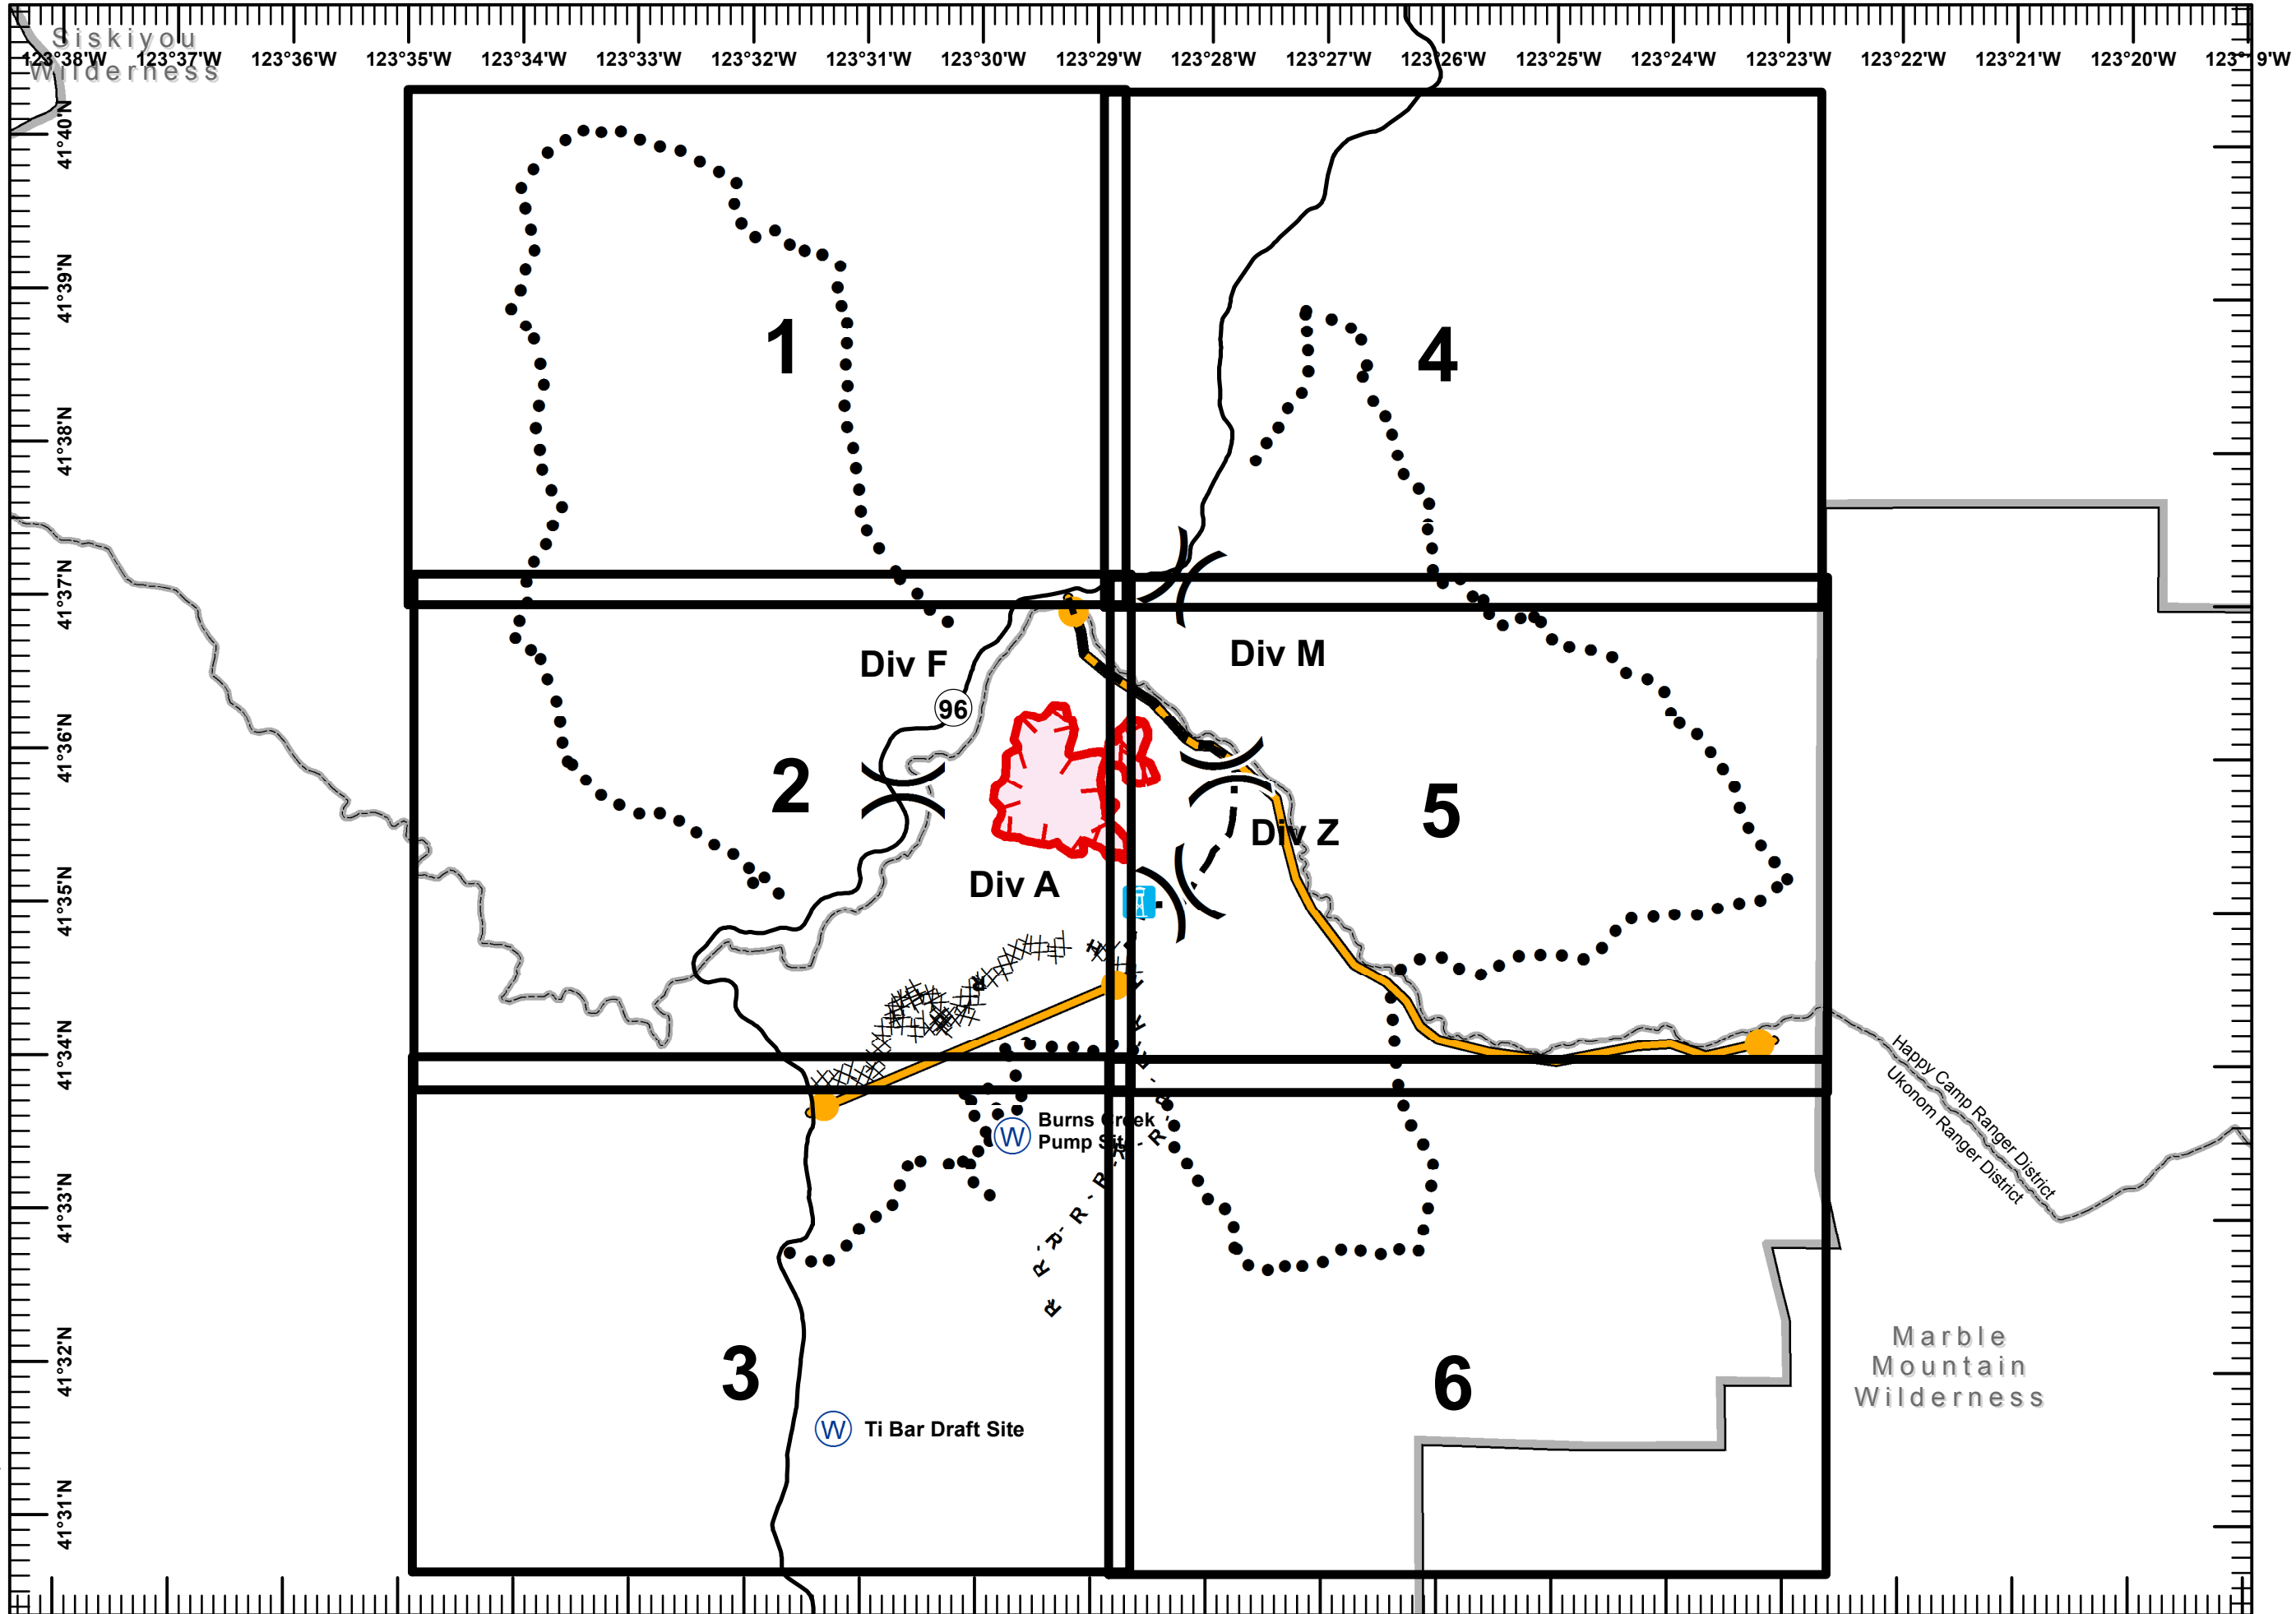 Siskiyou
Wilderness
123°38'W 123°37'W 123°36'W 123°35'W 123°34'W 123°33'W 123°32'W 123°31'W 123°30'W 123°29'W 123°28'W 123°27'W 123°26'W 123°25'W 123°24'W 123°23'W 123°22'W 123°21'W 123°20'W 123°19'W
41°40'N
41°39'N
1
4
41°38'N
41°37'N
Div F
Div M
96
41°36'N
2
5
Div Z
Div A
41°35'N
41°34'N
Happy Camp Ranger District
Ukonom Ranger District
W
Burns Creek
Pump Site
R
R
R
R
R
R
R
R
R
R
41°33'N
41°32'N
Marble
Mountain
Wilderness
3
6
W
Ti Bar Draft Site
41°31'N